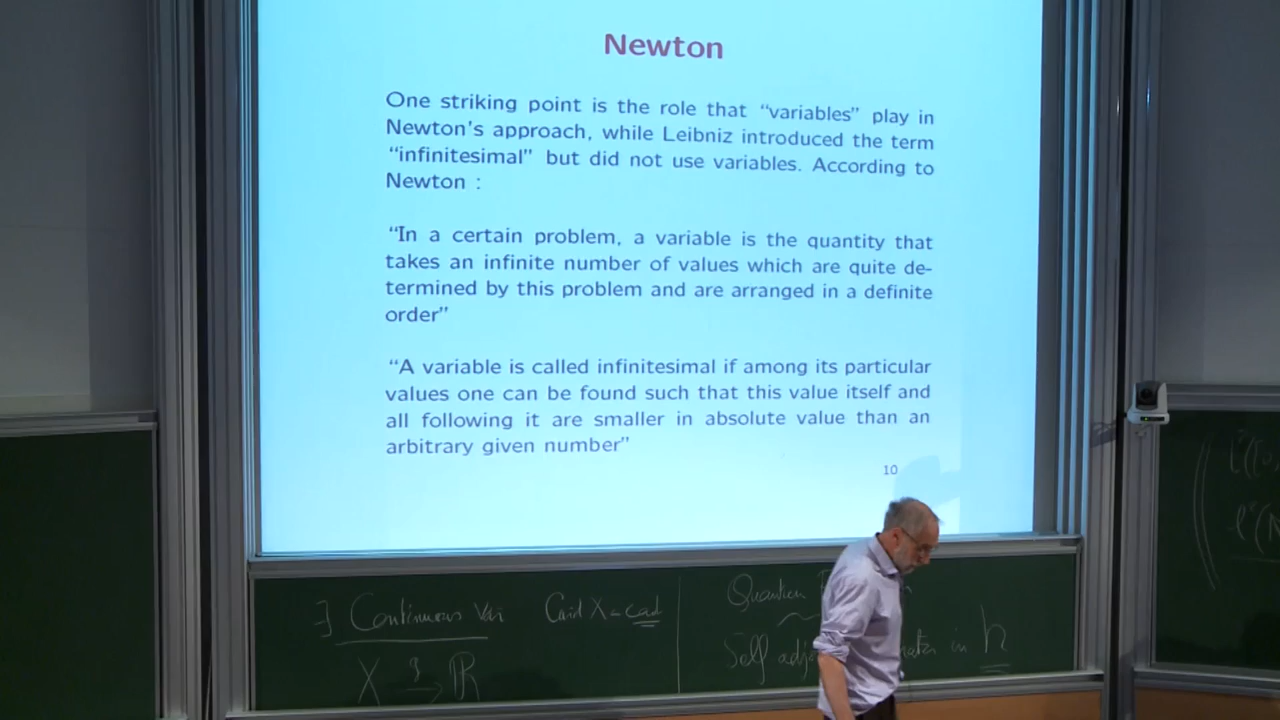 Newton
One striking point is the role that “variables” play in
Newton's approach, while Leibniz introduced the term
“infinitesimal” but did not use variables. According to
Newton :
“In a certain problem, a variable is the quantity that
takes an infinite number of values which are quite de-
termined by this problem and are arranged in a definite
order”
“A variable is called infinitesimal if among its particular
values one can be found such that this value itself and
all following it are smaller in absolute value than an
arbitrary given number”
10
∃ Continuous Var Card X =
X → ℝ
Self in h